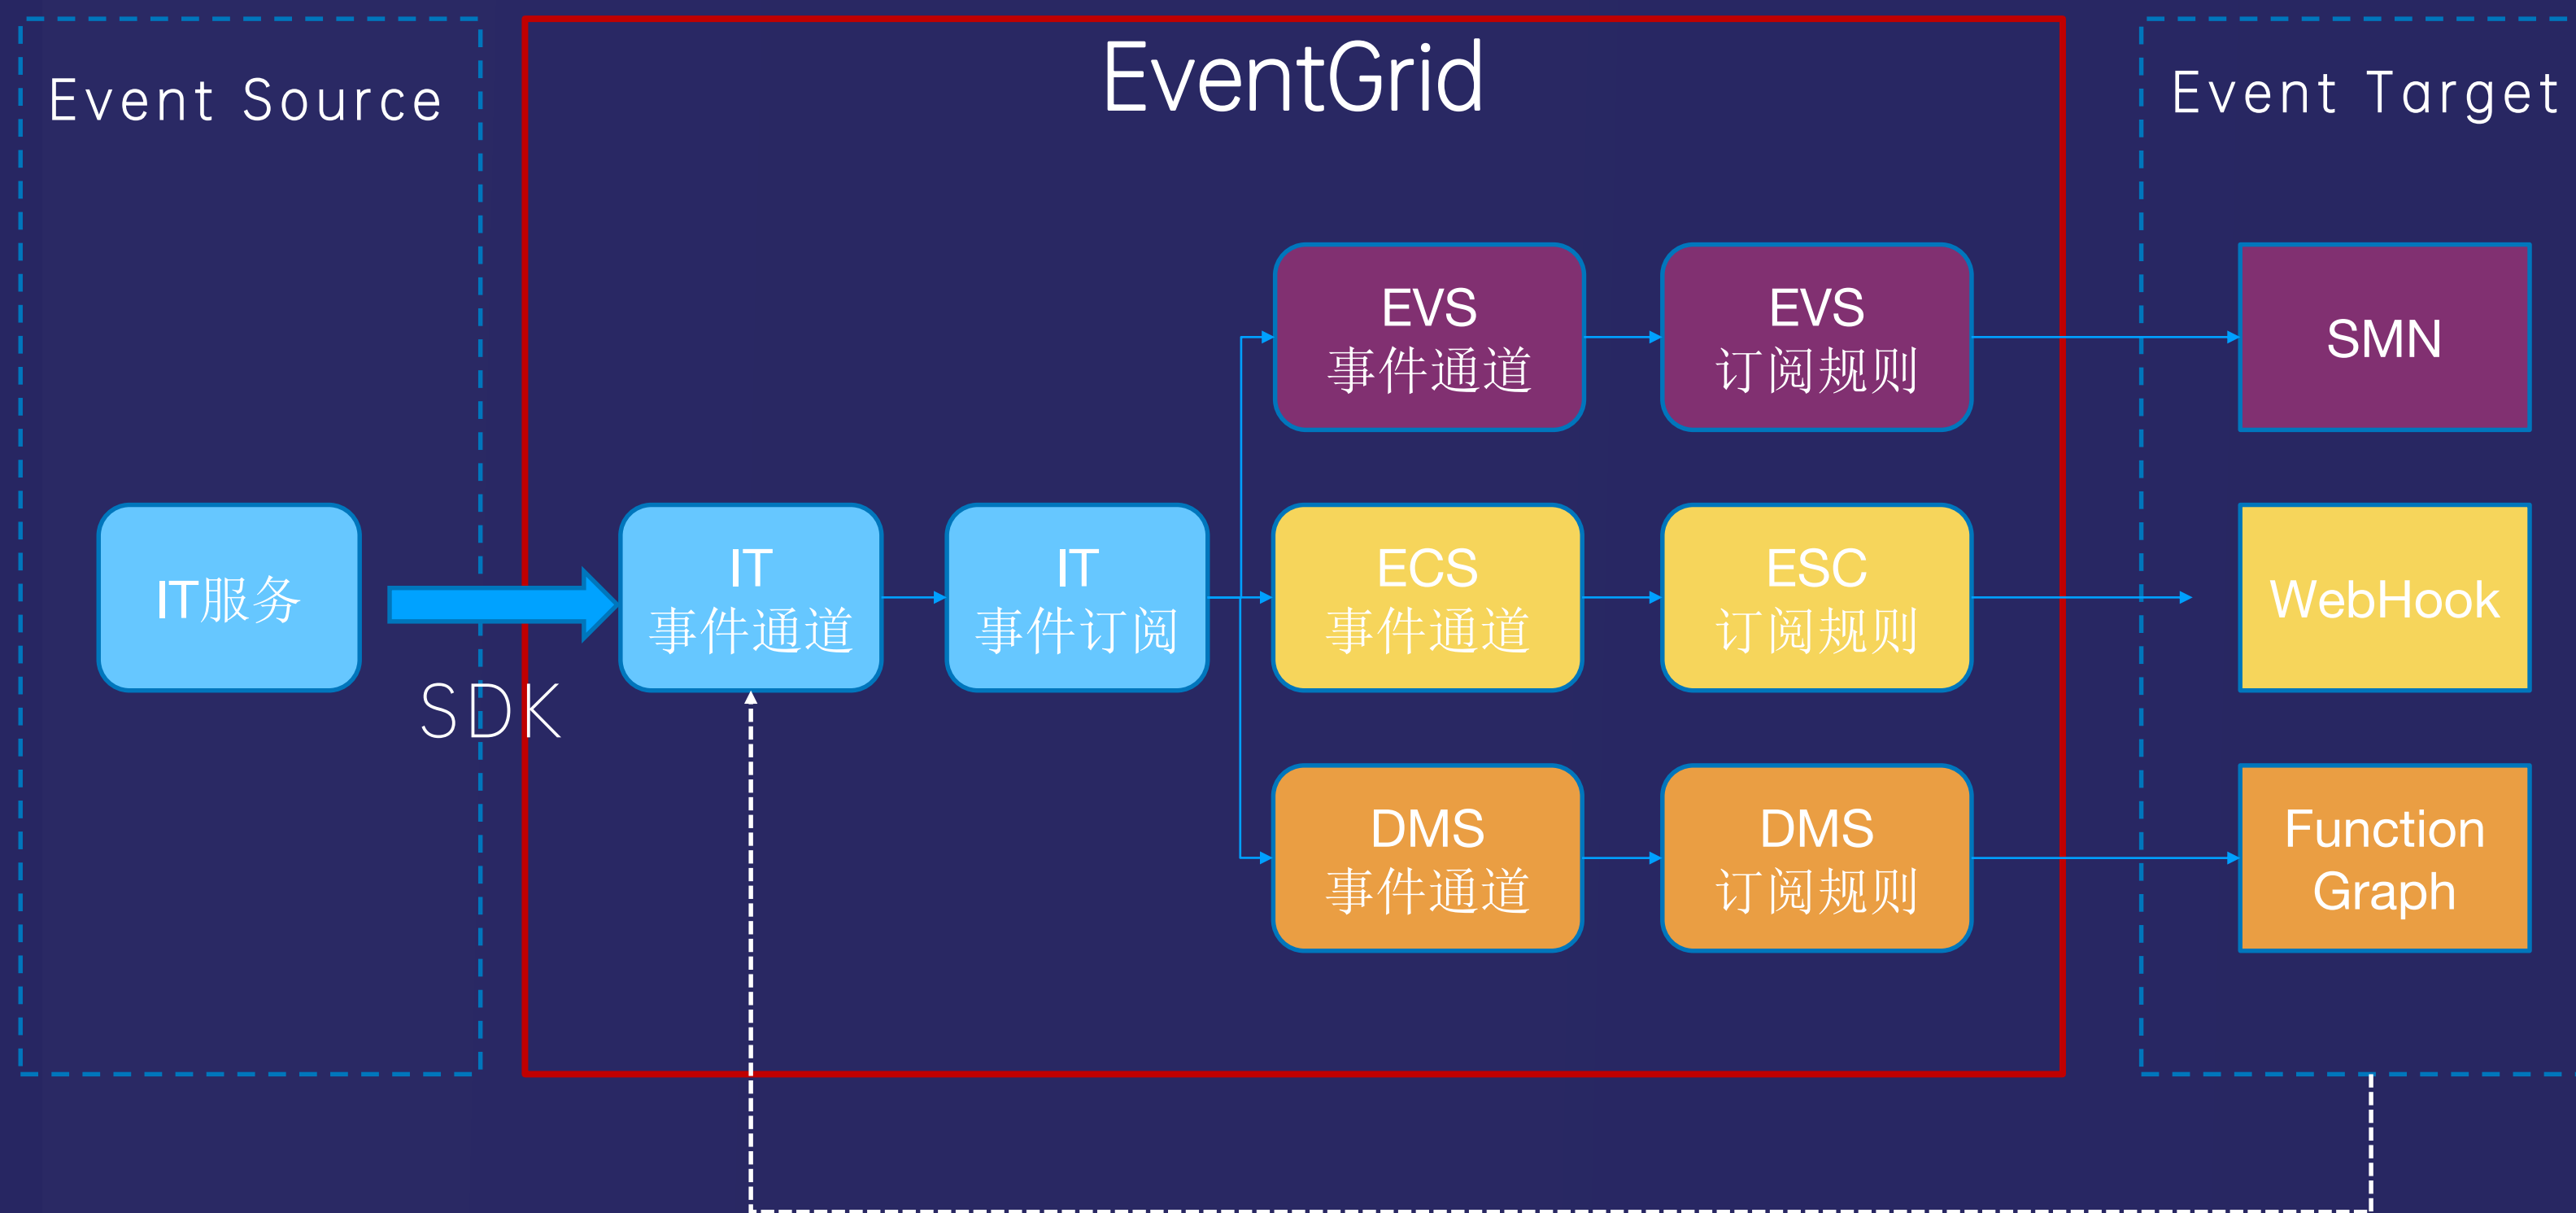 Event Source
EventGrid
Event Target
IT服务
SDK
IT
事件通道
IT
事件订阅
EVS
事件通道
EVS
订阅规则
SMN
ECS
事件通道
ESC
订阅规则
WebHook
DMS
事件通道
DMS
订阅规则
Function
Graph